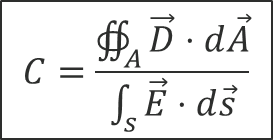 C = ∯_A D⃗ · dA⃗ / ∫_s E⃗ · ds⃗